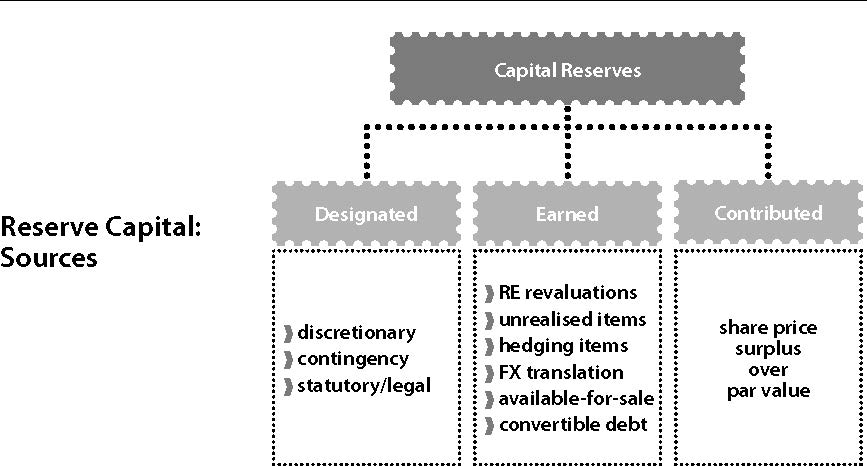 Capital Reserves
Reserve Capital:
Sources
Designated
discretionary
contingency
statutory/legal
Earned
RE revaluations
unrealised items
hedging items
FX translation
available-for-sale
convertible debt
Contributed
share price
surplus
over
par value